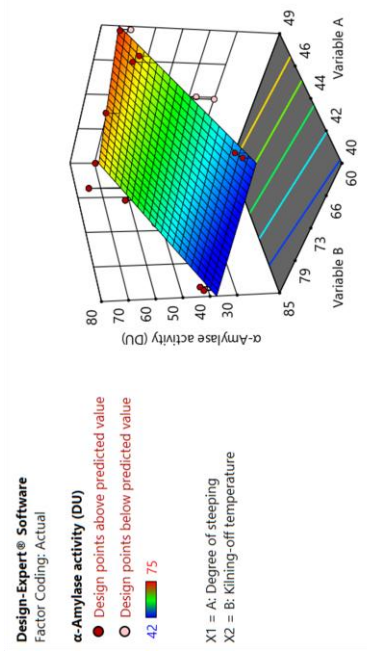 Design-Expert® Software
Factor Coding: Actual
α-Amylase activity (DU)
Design points above predicted value
Design points below predicted value
42 75
X1 = A: Degree of steeping
X2 = B: Kilning-off temperature
α-Amylase activity (DU)
80
70
60
50
40
30
85
79
73
66
60
Variable B
40
42
44
46
49
Variable A